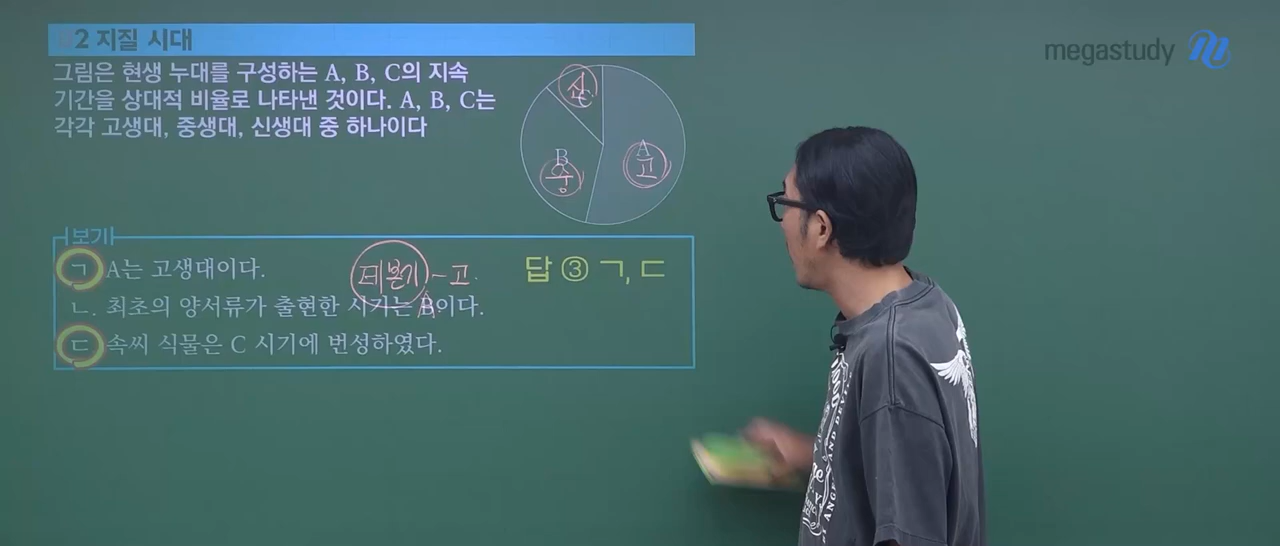 2 지질 시대
megastudy
그림은 현생 누대를 구성하는 A, B, C의 지속
기간을 상대적 비율로 나타낸 것이다. A, B, C는
각각 고생대, 중생대, 신생대 중 하나이다
신
C
B
중
A
고
보기
ㄱ A는 고생대이다.
데본기 ~ 고.
답 ③ ㄱ, ㄷ
ㄴ. 최초의 양서류가 출현한 시기는 B이다.
ㄷ 속씨 식물은 C 시기에 번성하였다.